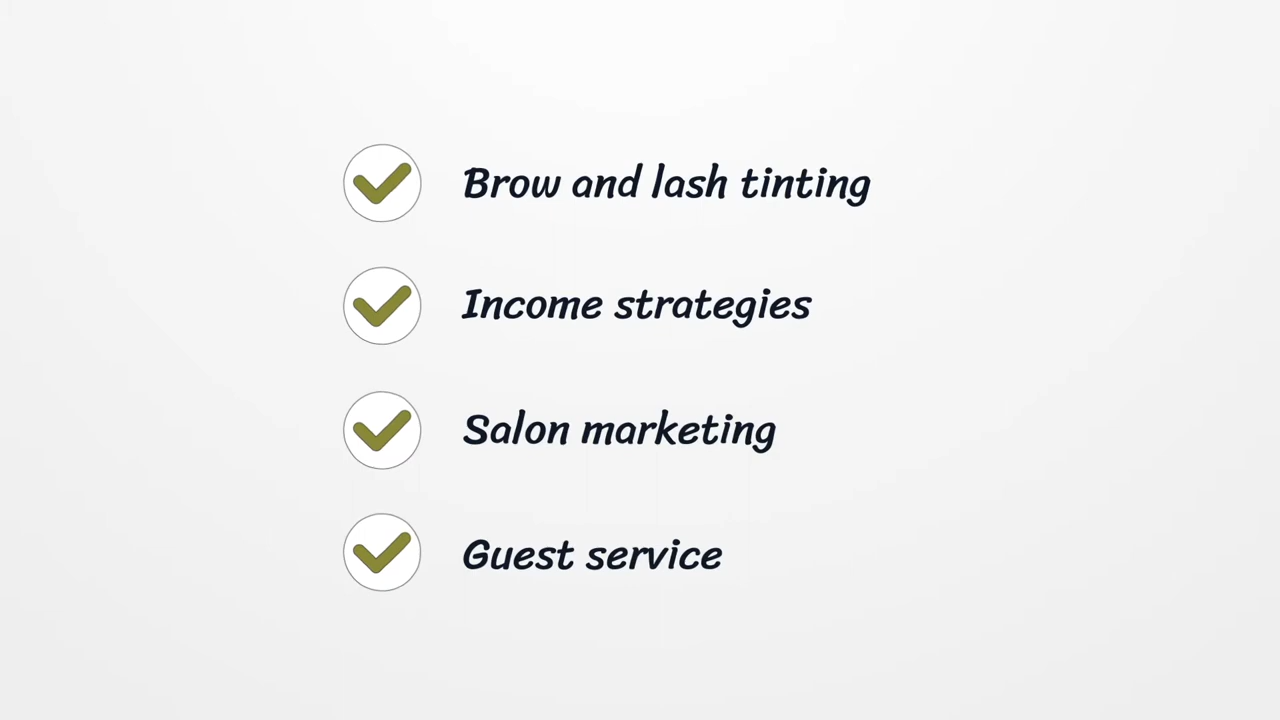 Brow and lash tinting
Income strategies
Salon marketing
Guest service